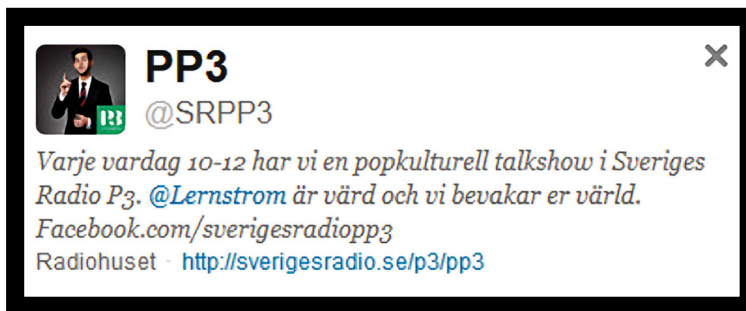 PP3
@SRPP3
Varje vardag 10-12 har vi en popkulturell talkshow i Sveriges
Radio P3. @Lernstrom är värd och vi bevakar er värld.
Facebook.com/sverigesradiopp3
Radiohuset · http://sverigesradio.se/p3/pp3